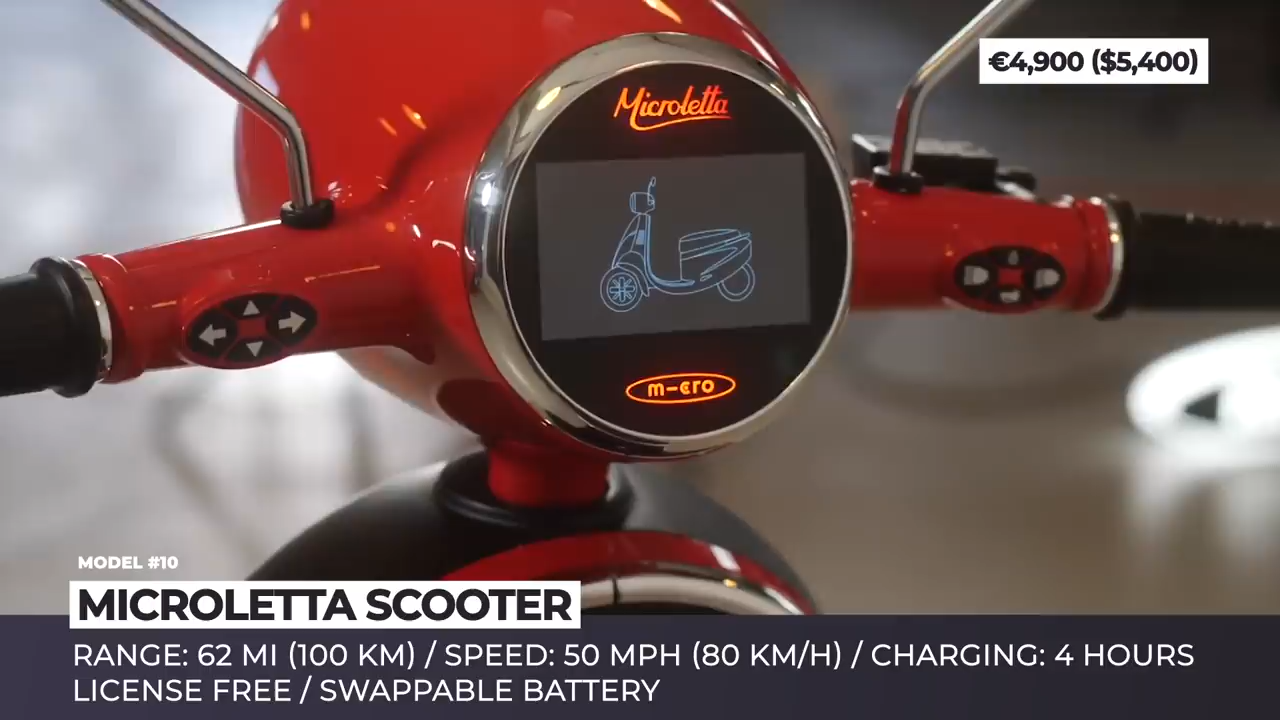 €4,900 ($5,400)
Microletta
m-cro
MODEL #10
MICROLETTA SCOOTER
RANGE: 62 MI (100 KM) / SPEED: 50 MPH (80 KM/H) / CHARGING: 4 HOURS
LICENSE FREE / SWAPPABLE BATTERY